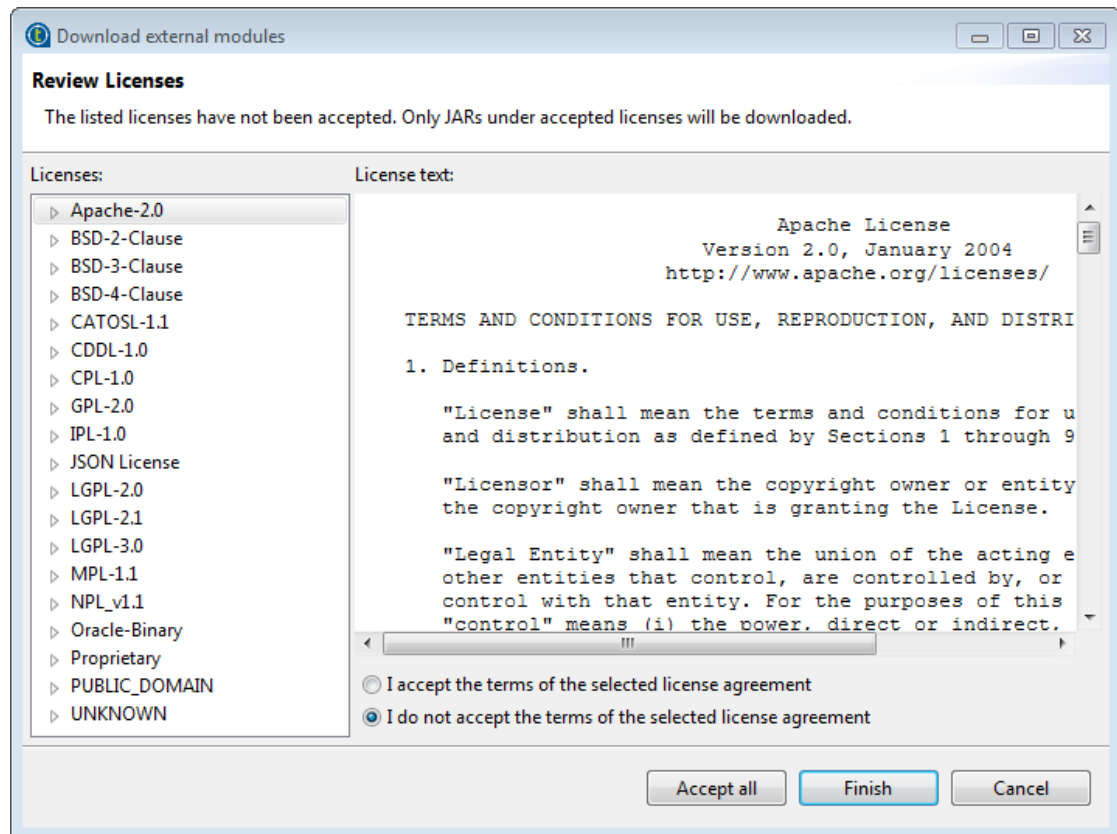 Download external modules
Review Licenses
The listed licenses have not been accepted. Only JARs under accepted licenses will be downloaded.
Licenses:
Apache-2.0
BSD-2-Clause
BSD-3-Clause
BSD-4-Clause
CATOSL-1.1
CDDL-1.0
CPL-1.0
GPL-2.0
IPL-1.0
JSON License
LGPL-2.0
LGPL-2.1
LGPL-3.0
MPL-1.1
NPL_v1.1
Oracle-Binary
Proprietary
PUBLIC_DOMAIN
UNKNOWN
License text:
Apache License
Version 2.0, January 2004
http://www.apache.org/licenses/
TERMS AND CONDITIONS FOR USE, REPRODUCTION, AND DISTRI
1. Definitions.
"License" shall mean the terms and conditions for u
and distribution as defined by Sections 1 through 9
"Licensor" shall mean the copyright owner or entity
the copyright owner that is granting the License.
"Legal Entity" shall mean the union of the acting e
other entities that control, are controlled by, or
control with that entity. For the purposes of this
"control" means (i) the power, direct or indirect,
I accept the terms of the selected license agreement
I do not accept the terms of the selected license agreement
Accept all Finish Cancel